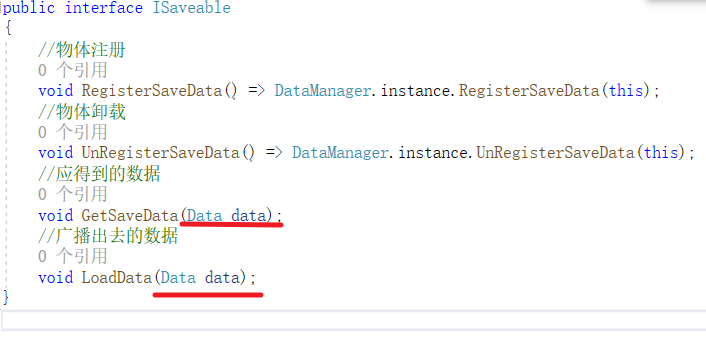 public interface ISaveable
{
//物体注册
0 个引用
void RegisterSaveData() => DataManager.instance.RegisterSaveData(this);
//物体卸载
0 个引用
void UnRegisterSaveData() => DataManager.instance.UnRegisterSaveData(this);
//应得到的数据
0 个引用
void GetSaveData(Data data);
//广播出去的数据
0 个引用
void LoadData(Data data);
}